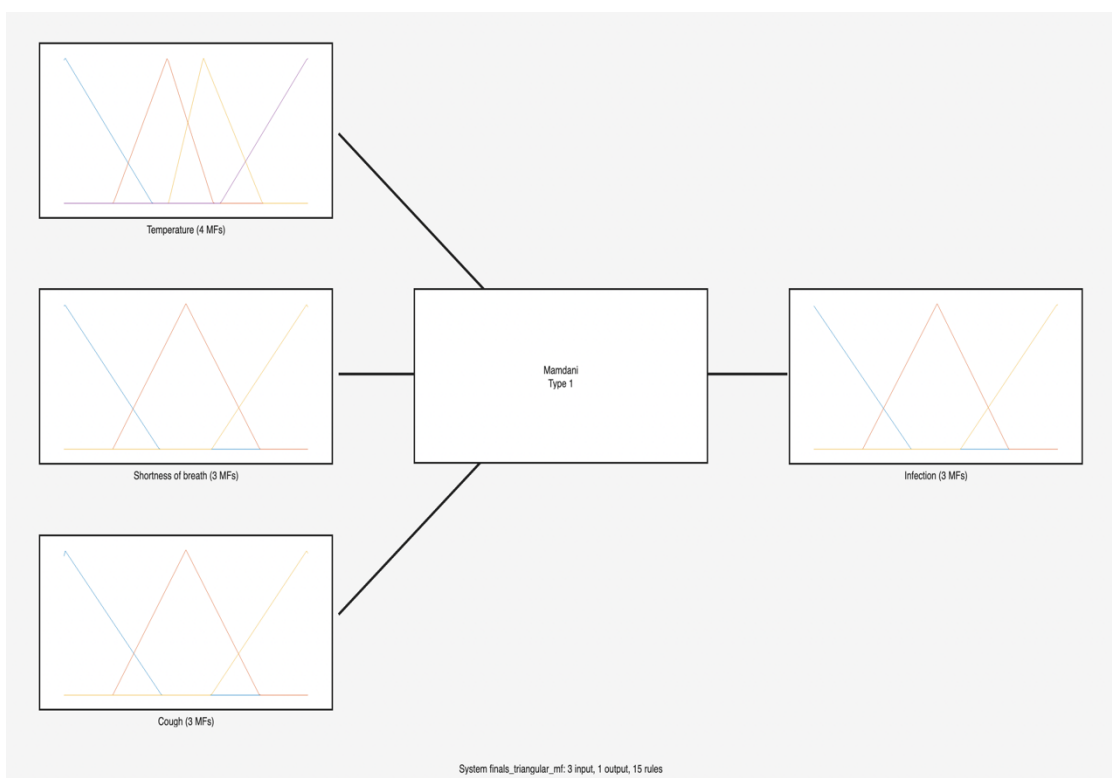 Temperature (4 MFs)
Shortness of breath (3 MFs)
Cough (3 MFs)
Mamdani
Type 1
Infection (3 MFs)
System finals_triangular_mf: 3 input, 1 output, 15 rules